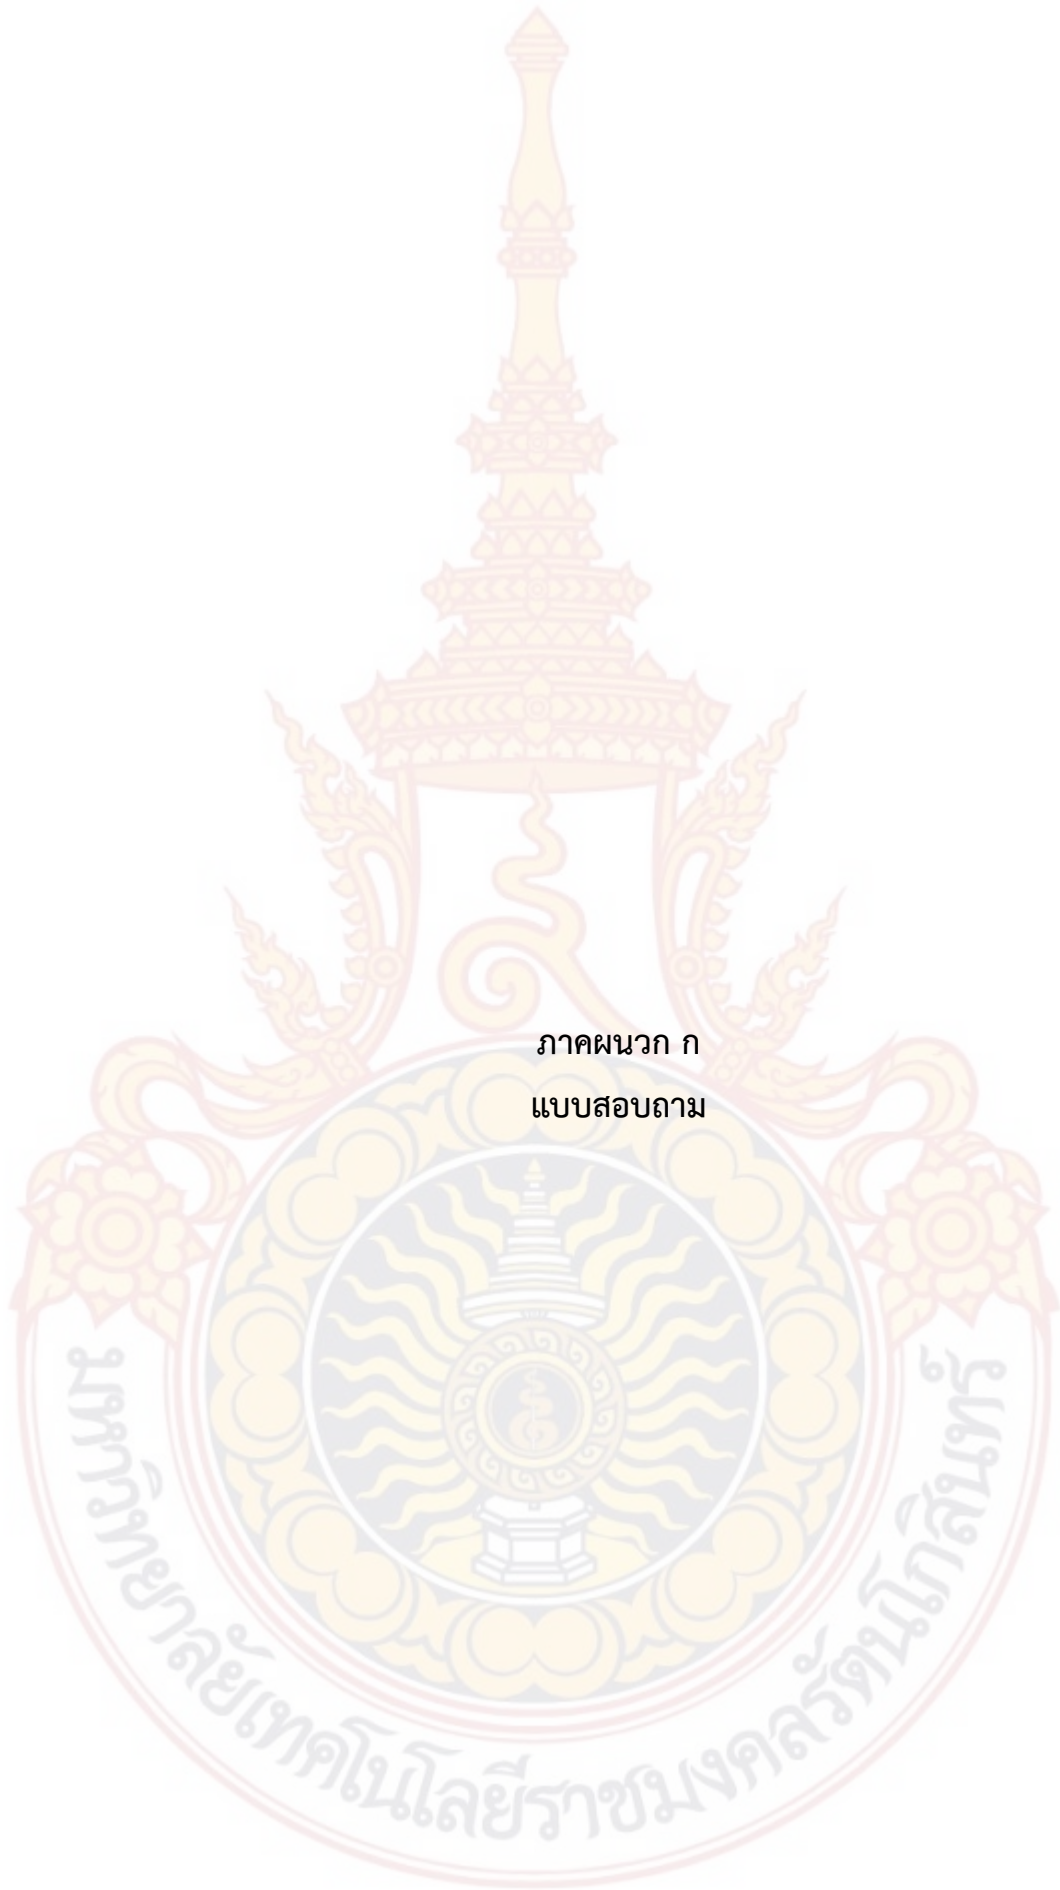 ภาคผนวก ก
แบบสอบถาม
มหาวิทยาลัยเทคโนโลยีราชมงคลรัตนโกสินทร์